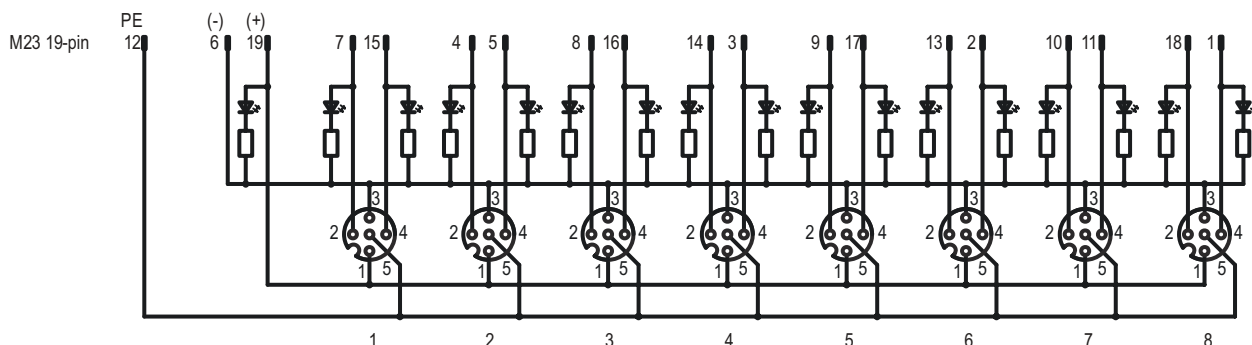 PE (-) (+)
M23 19-pin 12 6 19 7 15 4 5 8 16 14 3 9 17 13 2 10 11 18 1
3 3 3 3 3 3 3 3
2 4 2 4 2 4 2 4 2 4 2 4 2 4 2 4
1 5 1 5 1 5 1 5 1 5 1 5 1 5 1 5
1 2 3 4 5 6 7 8